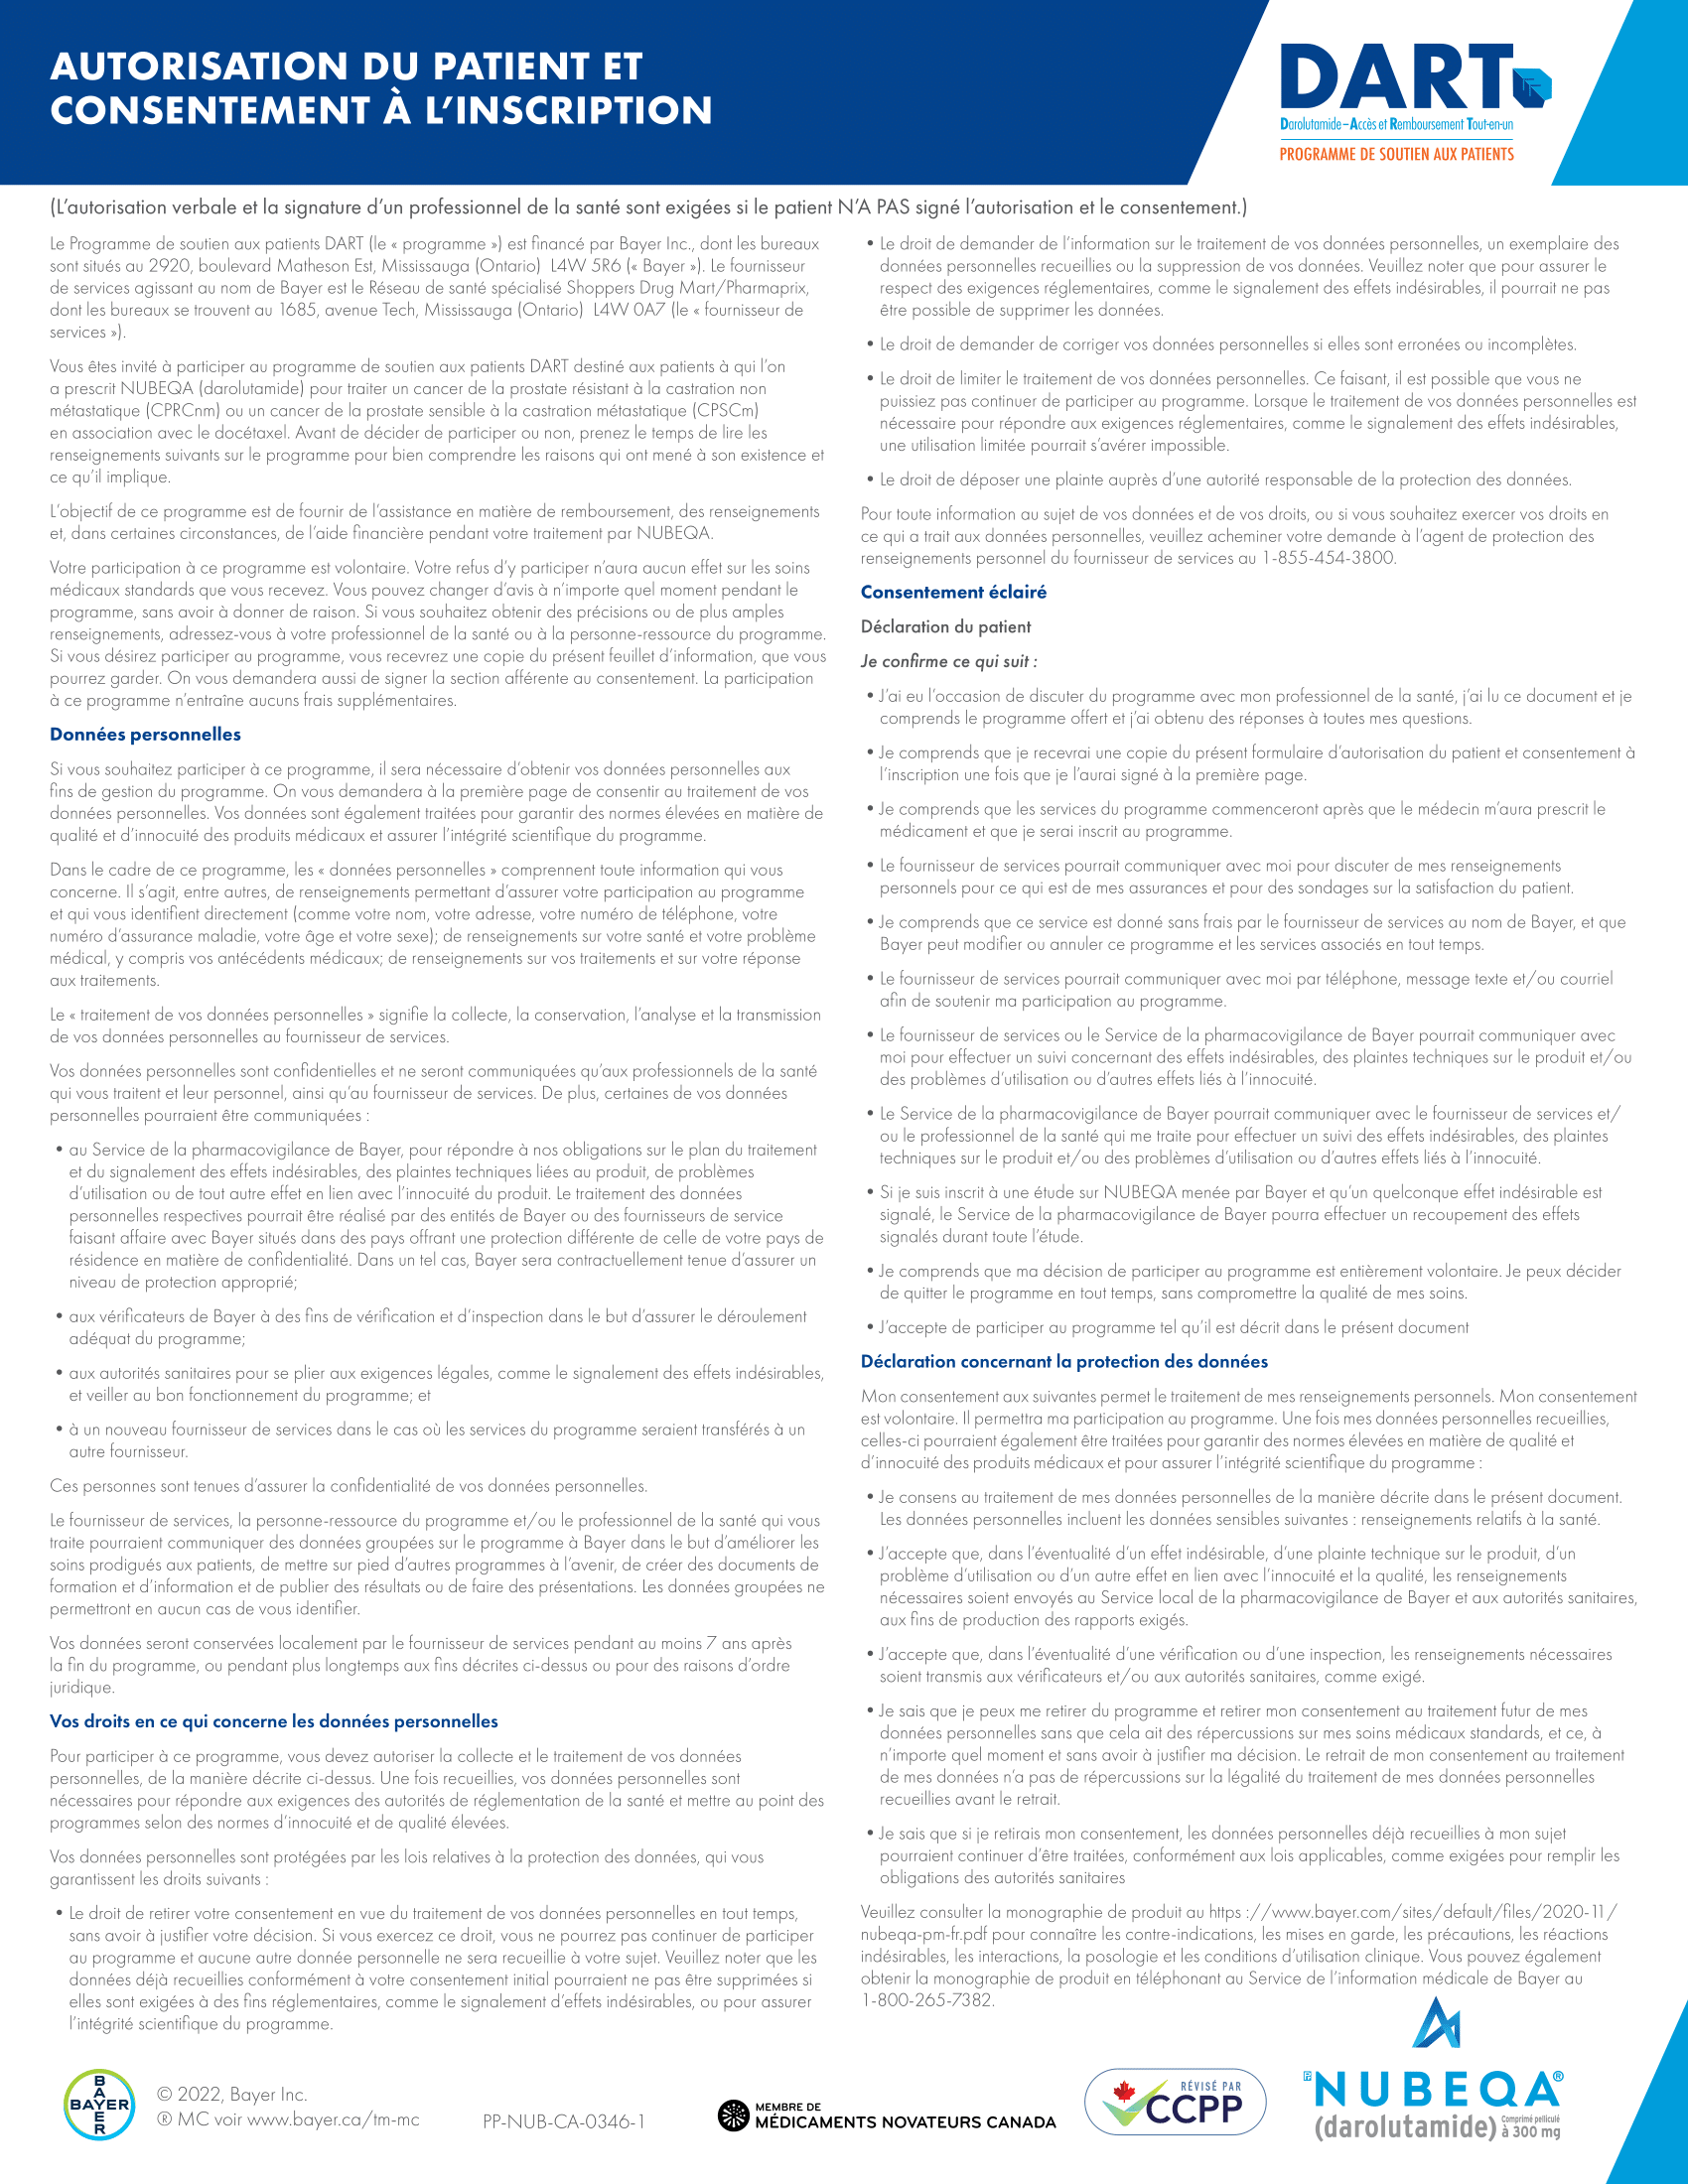 AUTORISATION DU PATIENT ET
CONSENTEMENT À L’INSCRIPTION
DART
Darolutamide – Accès et Remboursement Tout-en-un
PROGRAMME DE SOUTIEN AUX PATIENTS
(L’autorisation verbale et la signature d’un professionnel de la santé sont exigées si le patient N’A PAS signé l’autorisation et le consentement.)
Le Programme de soutien aux patients DART (le « programme ») est financé par Bayer Inc., dont les bureaux
sont situés au 2920, boulevard Matheson Est, Mississauga (Ontario) L4W 5R6 (« Bayer »). Le fournisseur
de services agissant au nom de Bayer est le Réseau de santé spécialisé Shoppers Drug Mart/Pharmaprix,
dont les bureaux se trouvent au 1685, avenue Tech, Mississauga (Ontario) L4W 0A7 (le « fournisseur de
services »).
Vous êtes invité à participer au programme de soutien aux patients DART destiné aux patients à qui l’on
a prescrit NUBEQA (darolutamide) pour traiter un cancer de la prostate résistant à la castration non
métastatique (CPRCnm) ou un cancer de la prostate sensible à la castration métastatique (CPSCm)
en association avec le docétaxel. Avant de décider de participer ou non, prenez le temps de lire les
renseignements suivants sur le programme pour bien comprendre les raisons qui ont mené à son existence et
ce qu’il implique.
L’objectif de ce programme est de fournir de l’assistance en matière de remboursement, des renseignements
et, dans certaines circonstances, de l’aide financière pendant votre traitement par NUBEQA.
Votre participation à ce programme est volontaire. Votre refus d’y participer n’aura aucun effet sur les soins
médicaux standards que vous recevez. Vous pouvez changer d’avis à n’importe quel moment pendant le
programme, sans avoir à donner de raison. Si vous souhaitez obtenir des précisions ou de plus amples
renseignements, adressez-vous à votre professionnel de la santé ou à la personne-ressource du programme.
Si vous désirez participer au programme, vous recevrez une copie du présent feuillet d’information, que vous
pourrez garder. On vous demandera aussi de signer la section afférente au consentement. La participation
à ce programme n’entraîne aucuns frais supplémentaires.
Données personnelles
Si vous souhaitez participer à ce programme, il sera nécessaire d’obtenir vos données personnelles aux
fins de gestion du programme. On vous demandera à la première page de consentir au traitement de vos
données personnelles. Vos données sont également traitées pour garantir des normes élevées en matière de
qualité et d’innocuité des produits médicaux et assurer l’intégrité scientifique du programme.
Dans le cadre de ce programme, les « données personnelles » comprennent toute information qui vous
concerne. Il s’agit, entre autres, de renseignements permettant d’assurer votre participation au programme
et qui vous identifient directement (comme votre nom, votre adresse, votre numéro de téléphone, votre
numéro d’assurance maladie, votre âge et votre sexe); de renseignements sur votre santé et votre problème
médical, y compris vos antécédents médicaux; de renseignements sur vos traitements et sur votre réponse
aux traitements.
Le « traitement de vos données personnelles » signifie la collecte, la conservation, l’analyse et la transmission
de vos données personnelles au fournisseur de services.
Vos données personnelles sont confidentielles et ne seront communiquées qu’aux professionnels de la santé
qui vous traitent et leur personnel, ainsi qu’au fournisseur de services. De plus, certaines de vos données
personnelles pourraient être communiquées :
• au Service de la pharmacovigilance de Bayer, pour répondre à nos obligations sur le plan du traitement
et du signalement des effets indésirables, des plaintes techniques liées au produit, de problèmes
d’utilisation ou de tout autre effet en lien avec l’innocuité du produit. Le traitement des données
personnelles respectives pourrait être réalisé par des entités de Bayer ou des fournisseurs de service
faisant affaire avec Bayer situés dans des pays offrant une protection différente de celle de votre pays de
résidence en matière de confidentialité. Dans un tel cas, Bayer sera contractuellement tenue d’assurer un
niveau de protection approprié;
• aux vérificateurs de Bayer à des fins de vérification et d’inspection dans le but d’assurer le déroulement
adéquat du programme;
• aux autorités sanitaires pour se plier aux exigences légales, comme le signalement des effets indésirables,
et veiller au bon fonctionnement du programme; et
• à un nouveau fournisseur de services dans le cas où les services du programme seraient transférés à un
autre fournisseur.
Ces personnes sont tenues d’assurer la confidentialité de vos données personnelles.
Le fournisseur de services, la personne-ressource du programme et/ou le professionnel de la santé qui vous
traite pourraient communiquer des données groupées sur le programme à Bayer dans le but d’améliorer les
soins prodigués aux patients, de mettre sur pied d’autres programmes à l’avenir, de créer des documents de
formation et d’information et de publier des résultats ou de faire des présentations. Les données groupées ne
permettront en aucun cas de vous identifier.
Vos données seront conservées localement par le fournisseur de services pendant au moins 7 ans après
la fin du programme, ou pendant plus longtemps aux fins décrites ci-dessus ou pour des raisons d’ordre
juridique.
Vos droits en ce qui concerne les données personnelles
Pour participer à ce programme, vous devez autoriser la collecte et le traitement de vos données
personnelles, de la manière décrite ci-dessus. Une fois recueillies, vos données personnelles sont
nécessaires pour répondre aux exigences des autorités de réglementation de la santé et mettre au point des
programmes selon des normes d’innocuité et de qualité élevées.
Vos données personnelles sont protégées par les lois relatives à la protection des données, qui vous
garantissent les droits suivants :
• Le droit de retirer votre consentement en vue du traitement de vos données personnelles en tout temps,
sans avoir à justifier votre décision. Si vous exercez ce droit, vous ne pourrez pas continuer de participer
au programme et aucune autre donnée personnelle ne sera recueillie à votre sujet. Veuillez noter que les
données déjà recueillies conformément à votre consentement initial pourraient ne pas être supprimées si
elles sont exigées à des fins réglementaires, comme le signalement d’effets indésirables, ou pour assurer
l’intégrité scientifique du programme.
• Le droit de demander de l’information sur le traitement de vos données personnelles, un exemplaire des
données personnelles recueillies ou la suppression de vos données. Veuillez noter que pour assurer le
respect des exigences réglementaires, comme le signalement des effets indésirables, il pourrait ne pas
être possible de supprimer les données.
• Le droit de demander de corriger vos données personnelles si elles sont erronées ou incomplètes.
• Le droit de limiter le traitement de vos données personnelles. Ce faisant, il est possible que vous ne
puissiez pas continuer de participer au programme. Lorsque le traitement de vos données personnelles est
nécessaire pour répondre aux exigences réglementaires, comme le signalement des effets indésirables,
une utilisation limitée pourrait s’avérer impossible.
• Le droit de déposer une plainte auprès d’une autorité responsable de la protection des données.
Pour toute information au sujet de vos données et de vos droits, ou si vous souhaitez exercer vos droits en
ce qui a trait aux données personnelles, veuillez acheminer votre demande à l’agent de protection des
renseignements personnel du fournisseur de services au 1-855-454-3800.
Consentement éclairé
Déclaration du patient
Je confirme ce qui suit :
• J’ai eu l’occasion de discuter du programme avec mon professionnel de la santé, j’ai lu ce document et je
comprends le programme offert et j’ai obtenu des réponses à toutes mes questions.
• Je comprends que je recevrai une copie du présent formulaire d’autorisation du patient et consentement à
l’inscription une fois que je l’aurai signé à la première page.
• Je comprends que les services du programme commenceront après que le médecin m’aura prescrit le
médicament et que je serai inscrit au programme.
• Le fournisseur de services pourrait communiquer avec moi pour discuter de mes renseignements
personnels pour ce qui est de mes assurances et pour des sondages sur la satisfaction du patient.
• Je comprends que ce service est donné sans frais par le fournisseur de services au nom de Bayer, et que
Bayer peut modifier ou annuler ce programme et les services associés en tout temps.
• Le fournisseur de services pourrait communiquer avec moi par téléphone, message texte et/ou courriel
afin de soutenir ma participation au programme.
• Le fournisseur de services ou le Service de la pharmacovigilance de Bayer pourrait communiquer avec
moi pour effectuer un suivi concernant des effets indésirables, des plaintes techniques sur le produit et/ou
des problèmes d’utilisation ou d’autres effets liés à l’innocuité.
• Le Service de la pharmacovigilance de Bayer pourrait communiquer avec le fournisseur de services et/
ou le professionnel de la santé qui me traite pour effectuer un suivi des effets indésirables, des plaintes
techniques sur le produit et/ou des problèmes d’utilisation ou d’autres effets liés à l’innocuité.
• Si je suis inscrit à une étude sur NUBEQA menée par Bayer et qu’un quelconque effet indésirable est
signalé, le Service de la pharmacovigilance de Bayer pourra effectuer un recoupement des effets
signalés durant toute l’étude.
• Je comprends que ma décision de participer au programme est entièrement volontaire. Je peux décider
de quitter le programme en tout temps, sans compromettre la qualité de mes soins.
• J’accepte de participer au programme tel qu’il est décrit dans le présent document
Déclaration concernant la protection des données
Mon consentement aux suivantes permet le traitement de mes renseignements personnels. Mon consentement
est volontaire. Il permettra ma participation au programme. Une fois mes données personnelles recueillies,
celles-ci pourraient également être traitées pour garantir des normes élevées en matière de qualité et
d’innocuité des produits médicaux et pour assurer l’intégrité scientifique du programme :
• Je consens au traitement de mes données personnelles de la manière décrite dans le présent document.
Les données personnelles incluent les données sensibles suivantes : renseignements relatifs à la santé.
• J’accepte que, dans l’éventualité d’un effet indésirable, d’une plainte technique sur le produit, d’un
problème d’utilisation ou d’un autre effet en lien avec l’innocuité et la qualité, les renseignements
nécessaires soient envoyés au Service local de la pharmacovigilance de Bayer et aux autorités sanitaires,
aux fins de production des rapports exigés.
• J’accepte que, dans l’éventualité d’une vérification ou d’une inspection, les renseignements nécessaires
soient transmis aux vérificateurs et/ou aux autorités sanitaires, comme exigé.
• Je sais que je peux me retirer du programme et retirer mon consentement au traitement futur de mes
données personnelles sans que cela ait des répercussions sur mes soins médicaux standards, et ce, à
n’importe quel moment et sans avoir à justifier ma décision. Le retrait de mon consentement au traitement
de mes données n’a pas de répercussions sur la légalité du traitement de mes données personnelles
recueillies avant le retrait.
• Je sais que si je retirais mon consentement, les données personnelles déjà recueillies à mon sujet
pourraient continuer d’être traitées, conformément aux lois applicables, comme exigées pour remplir les
obligations des autorités sanitaires
Veuillez consulter la monographie de produit au https ://www.bayer.com/sites/default/files/2020-11/
nubeqa-pm-fr.pdf pour connaître les contre-indications, les mises en garde, les précautions, les réactions
indésirables, les interactions, la posologie et les conditions d’utilisation clinique. Vous pouvez également
obtenir la monographie de produit en téléphonant au Service de l’information médicale de Bayer au
1-800-265-7382.
BAYER
BAYER
© 2022, Bayer Inc.
® MC voir www.bayer.ca/tm-mc
PP-NUB-CA-0346-1
MEMBRE DE
MÉDICAMENTS NOVATEURS CANADA
RÉVISÉ PAR
CCPP
NUBEQA®
(darolutamide) Comprimé pelliculé
à 300 mg